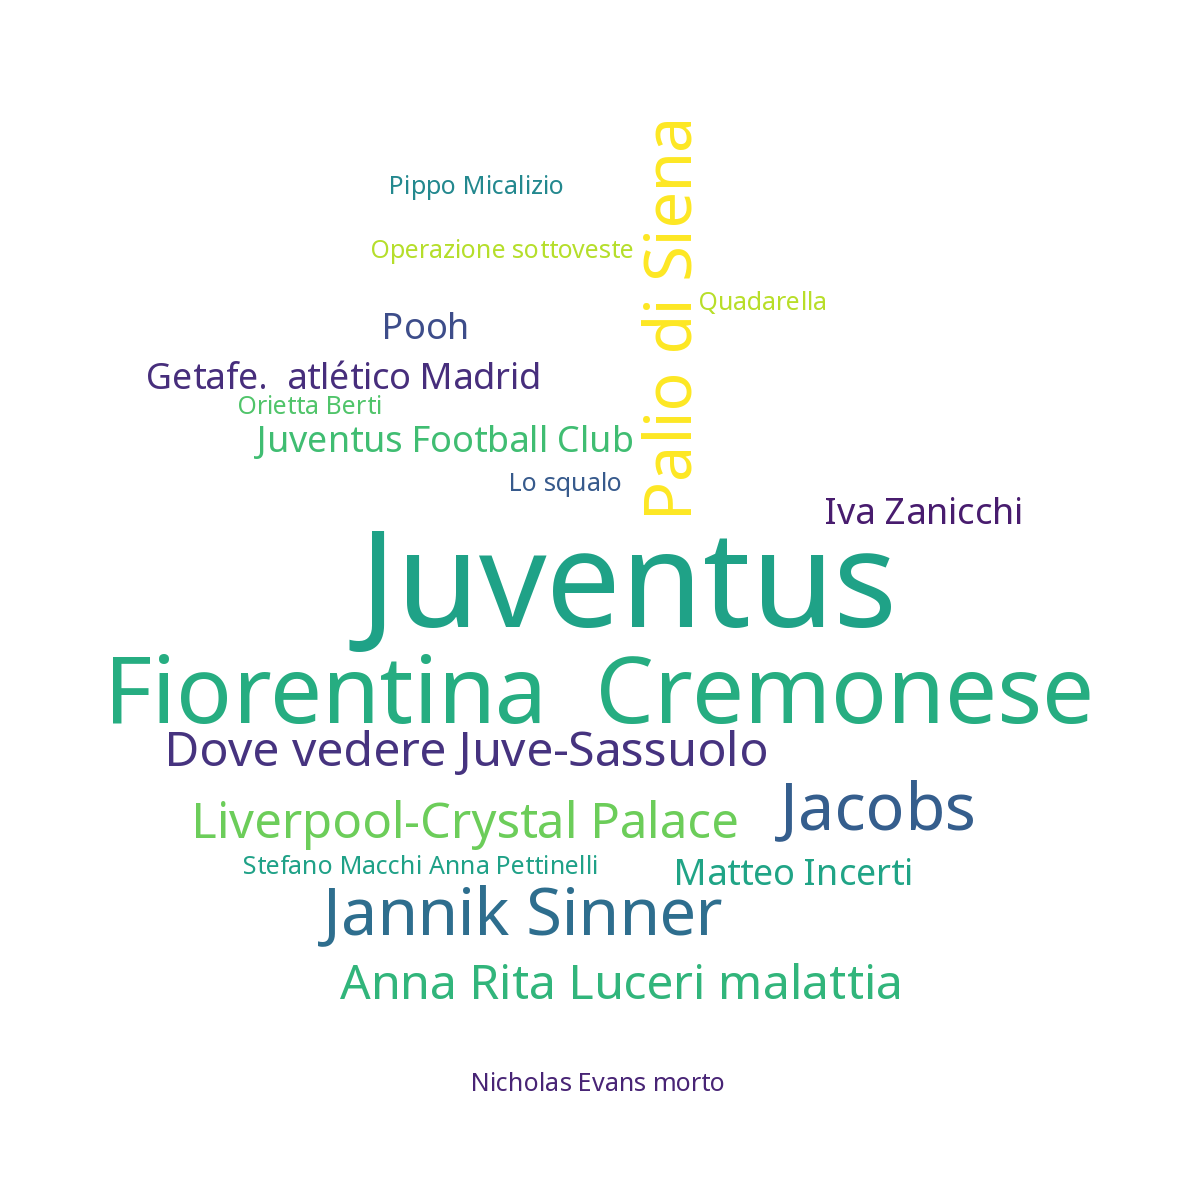 Palio di Siena
Pippo Micalizio
Operazione sottoveste
Quadarella
Pooh
Getafe.  atlético Madrid
Orietta Berti
Juventus Football Club
Lo squalo
Iva Zanicchi
Juventus
Fiorentina  Cremonese
Dove vedere Juve-Sassuolo
Jacobs
Liverpool-Crystal Palace
Stefano Macchi Anna Pettinelli
Matteo Incerti
Jannik Sinner
Anna Rita Luceri malattia
Nicholas Evans morto